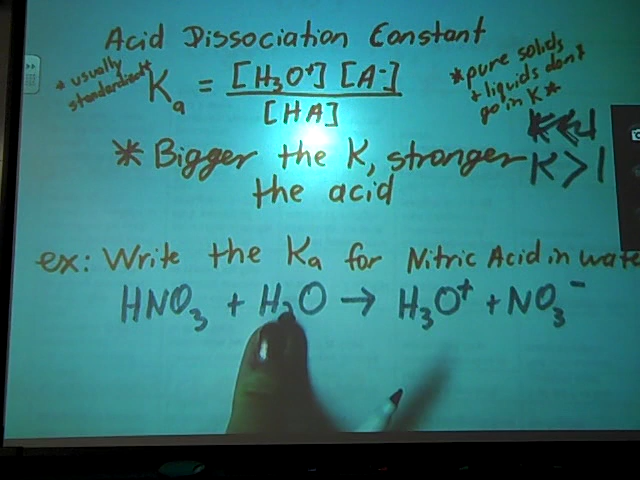 Acid Dissociation Constant
* usually
standardized*
Ka = [H₃O⁺] [A⁻]
[HA]
*pure solids
+ liquids don't
go in K*
K<1
* Bigger the K, stronger
the acid
K>1
ex: Write the Ka for Nitric Acid in wate
HNO₃ + H₂O → H₃O⁺ + NO₃⁻